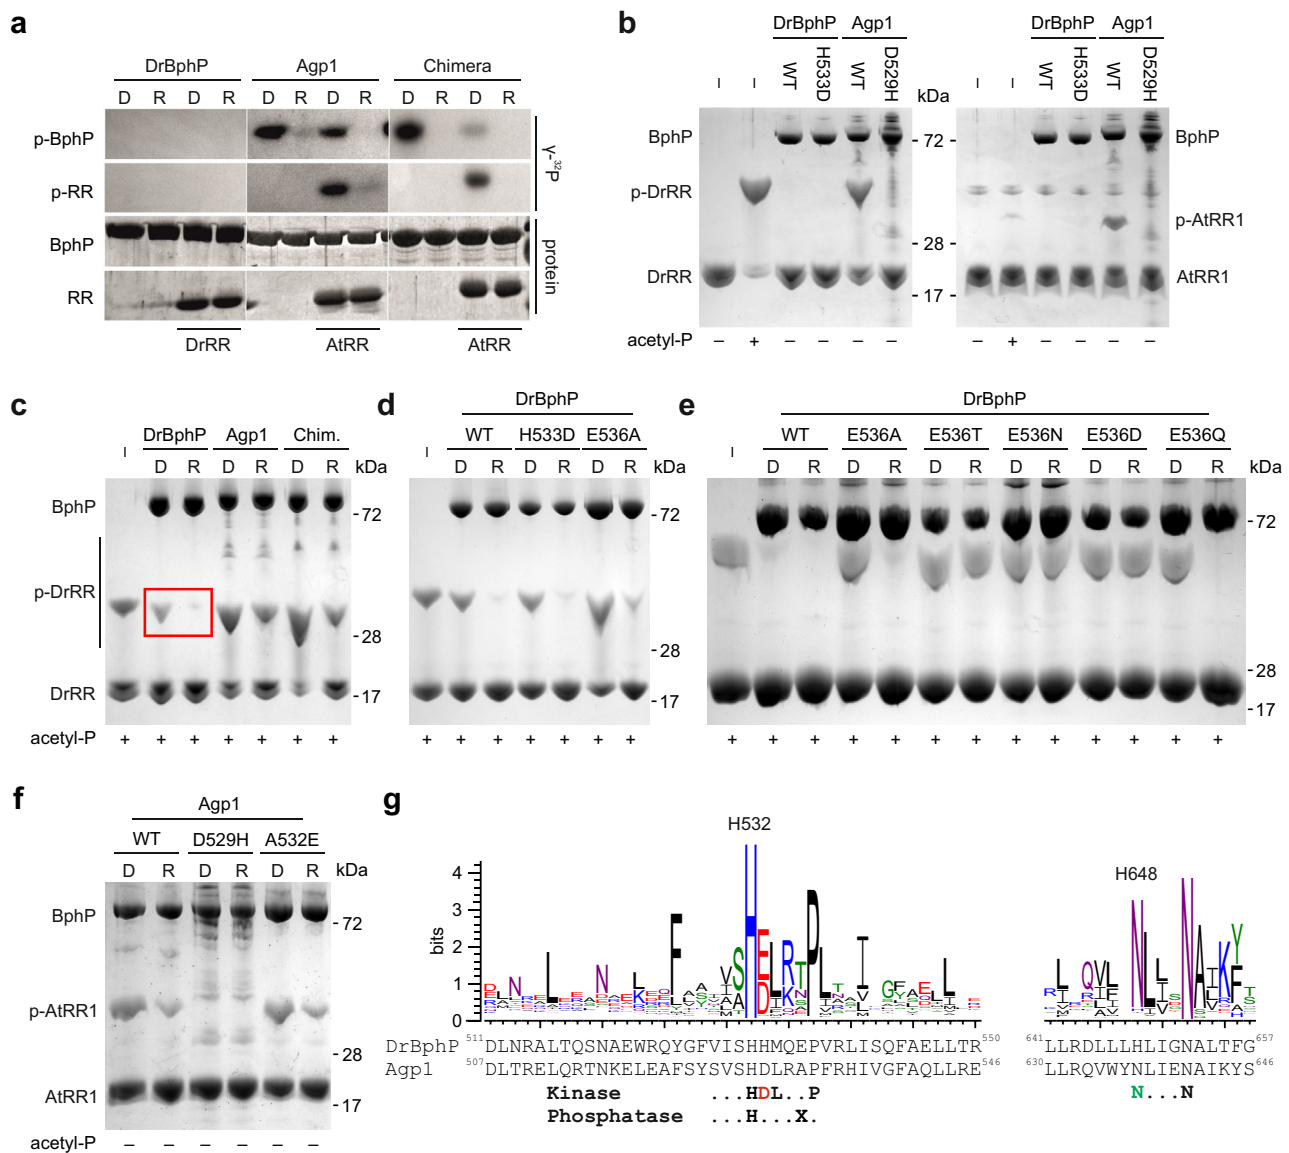 a
DrBphP Agp1 Chimera
D R D R D R D R D R D R
p-BphP
p-RR
BphP
RR
γ-³²P
protein
DrRR AtRR AtRR
b
DrBphP Agp1 DrBphP Agp1
– – WT H533D WT D529H kDa – – WT H533D WT D529H
BphP 72 BphP
p-DrRR p-AtRR1
28
DrRR AtRR1
17
acetyl-P – + – – – – – + – – – –
c
DrBphP Agp1 Chim.
– D R D R D R kDa
BphP -72
p-DrRR
-28
DrRR -17
acetyl-P + + + + + + +
d
DrBphP
WT H533D E536A
– D R D R D R kDa
-72
-28
-17
+ + + + + + +
e
DrBphP
WT E536A E536T E536N E536D E536Q
– D R D R D R D R D R D R kDa
-72
-28
-17
+ + + + + + + + + + + + +
f
Agp1
WT D529H A532E
D R D R D R kDa
BphP -72
p-AtRR1
-28
AtRR1
-17
acetyl-P – – – – – –
g
H532
H648
bits
4
3
2
1
0
DrBphP 511DLNRALTQSNAEWRQYGFVISHHMQEPVRLISQFAELLTR550 641LLRDLLLHLIGNALTFG657
Agp1 507DLTRELQRTNKELEAFSYSVSHDLRAPFRHIVGFAQLLRE546 630LLRQVWYNLIENAIKYS646
Kinase ...HDL..P N...N
Phosphatase ...H...X.